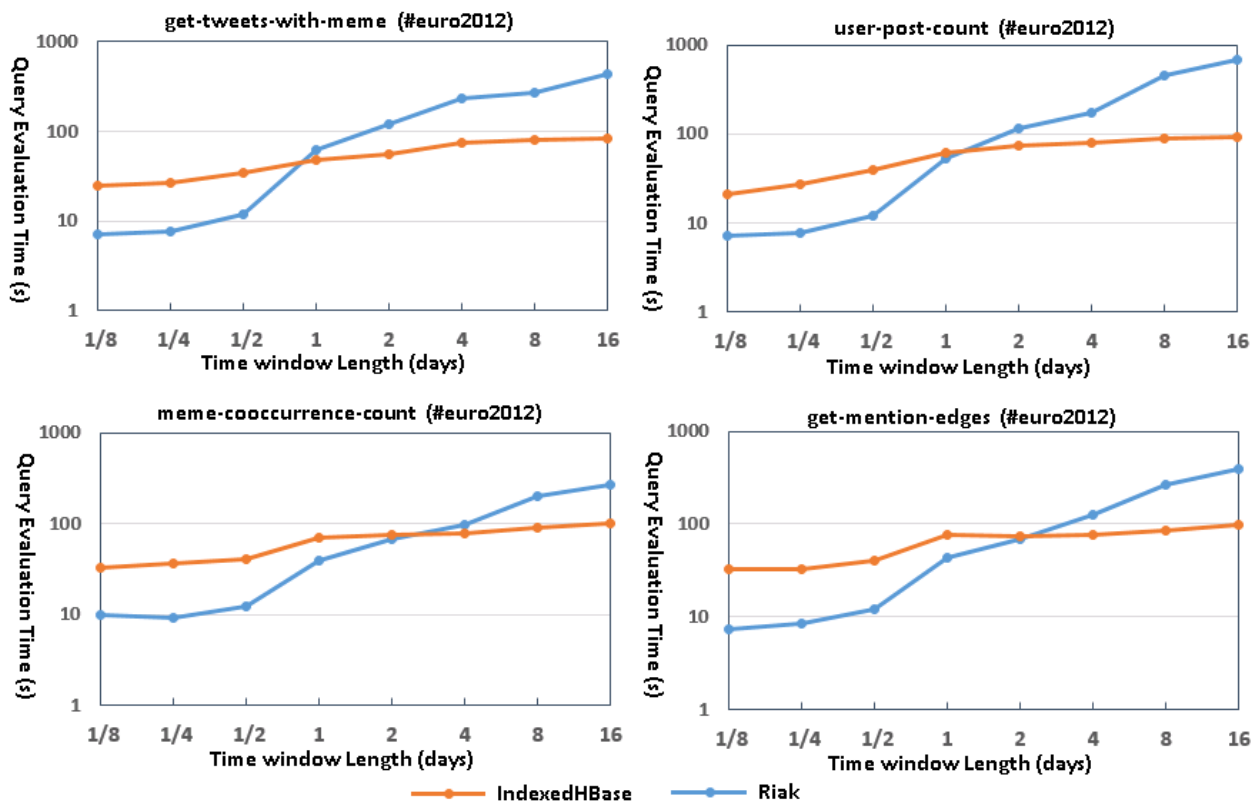 get-tweets-with-meme (#euro2012)
Query Evaluation Time (s)
1000
100
10
1
1/8 1/4 1/2 1 2 4 8 16
Time window Length (days)
user-post-count (#euro2012)
Query Evaluation Time (s)
1000
100
10
1
1/8 1/4 1/2 1 2 4 8 16
Time window Length (days)
meme-cooccurrence-count (#euro2012)
Query Evaluation Time (s)
1000
100
10
1
1/8 1/4 1/2 1 2 4 8 16
Time window Length (days)
get-mention-edges (#euro2012)
Query Evaluation Time (s)
1000
100
10
1
1/8 1/4 1/2 1 2 4 8 16
Time window Length (days)
IndexedHBase Riak